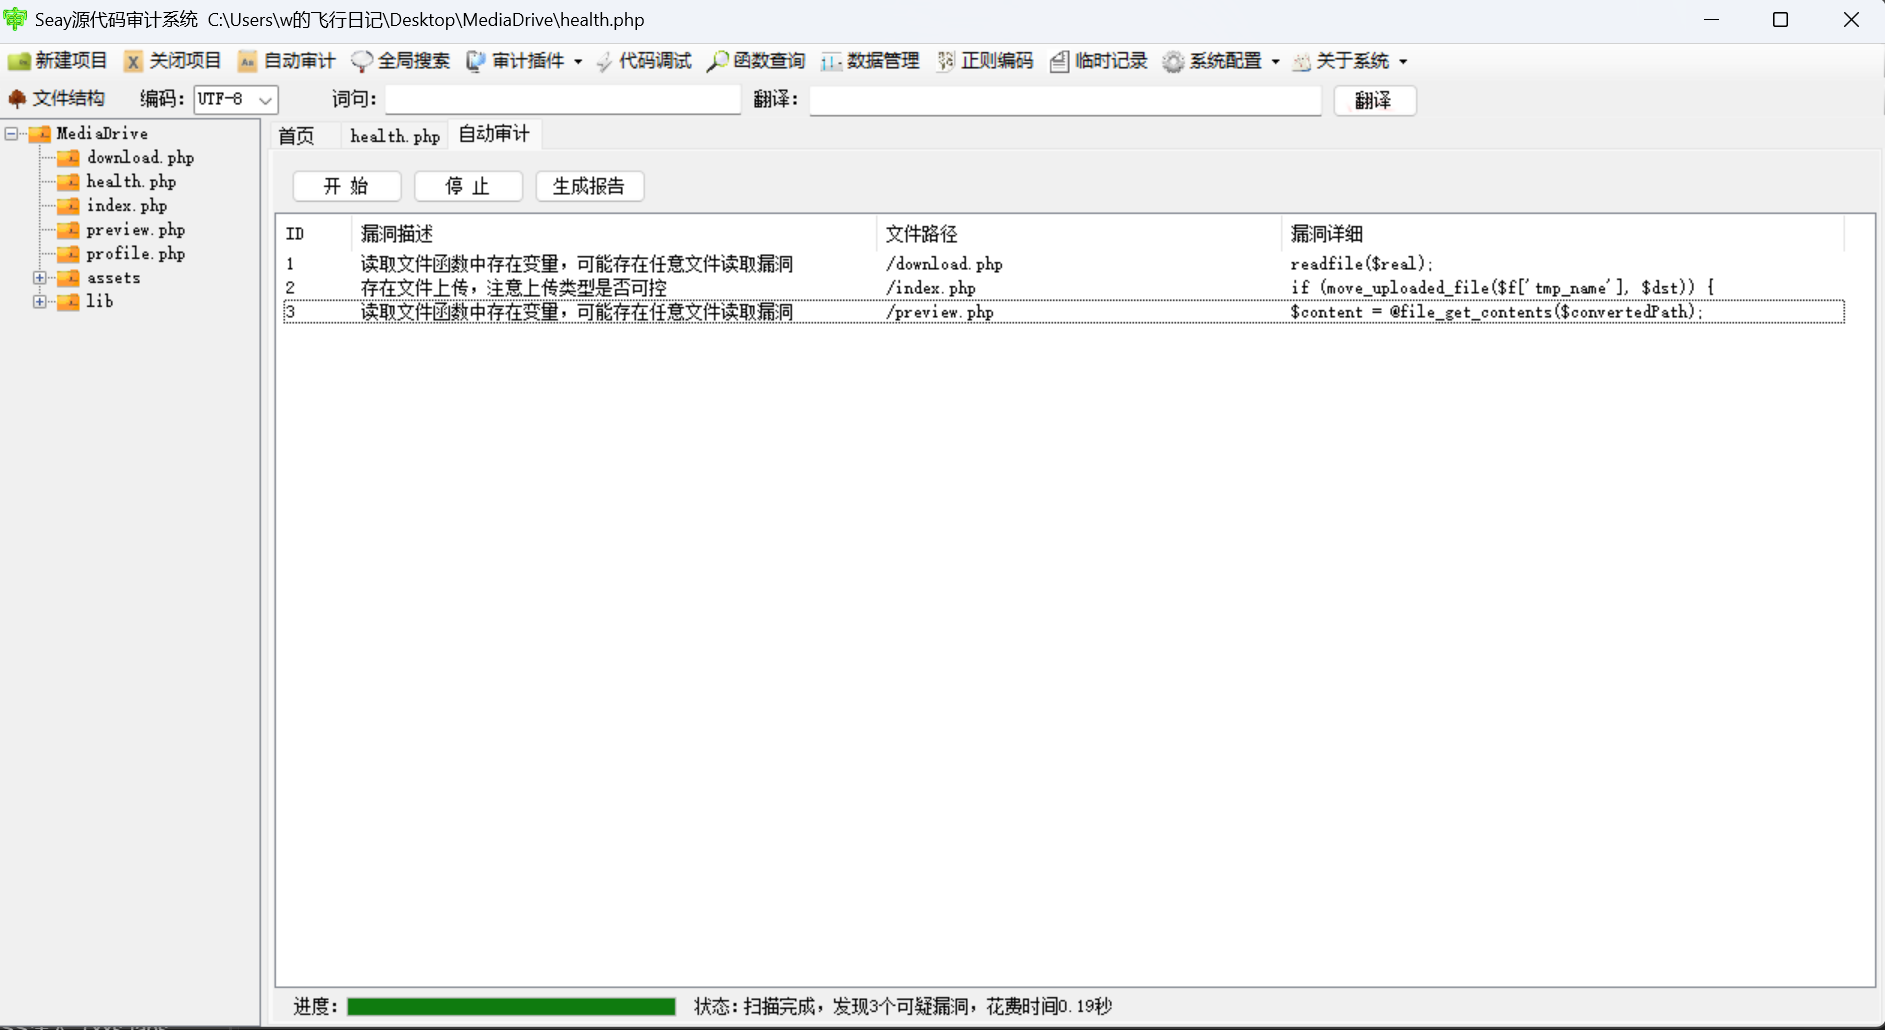 Seay源代码审计系统 C:\Users\w的飞行日记\Desktop\MediaDrive\health.php
新建项目 关闭项目 自动审计 全局搜索 审计插件 代码调试 函数查询 数据管理 正则编码 临时记录 系统配置 关于系统
文件结构 编码: UTF-8 词句: 翻译: 翻译
MediaDrive
download.php
health.php
index.php
preview.php
profile.php
assets
lib
首页 health.php 自动审计
开 始 停 止 生成报告
ID 漏洞描述 文件路径 漏洞详细
1 读取文件函数中存在变量，可能存在任意文件读取漏洞 /download.php readfile($real);
2 存在文件上传，注意上传类型是否可控 /index.php if (move_uploaded_file($f['tmp_name'], $dst)) {
3 读取文件函数中存在变量，可能存在任意文件读取漏洞 /preview.php $content = @file_get_contents($convertedPath);
进度: 状态: 扫描完成，发现3个可疑漏洞，花费时间0.19秒